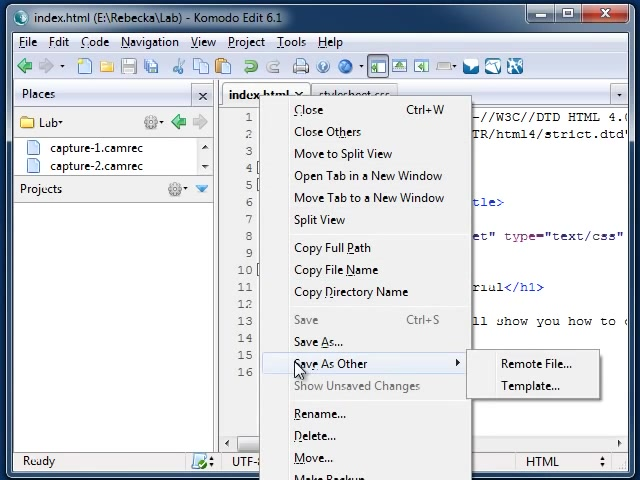 index.html (E:\Rebecka\Lab) - Komodo Edit 6.1
File Edit Code Navigation View Project Tools Help
Places
index.html
stylesheet.css
Lab
capture-1.camrec
capture-2.camrec
Projects
1
2
3
4
5
6
7
8
9
10
11
12
13
14
15
16
-//W3C//DTD HTML 4.0
TR/html4/strict.dtd"
tle>
et" type="text/css"
rial</h1>
ll show you how to c
Close Ctrl+W
Close Others
Move to Split View
Open Tab in a New Window
Move Tab to a New Window
Split View
Copy Full Path
Copy File Name
Copy Directory Name
Save Ctrl+S
Save As...
Save As Other
Show Unsaved Changes
Rename...
Delete...
Move...
Make Backup
Remote File...
Template...
Ready
UTF-8
HTML